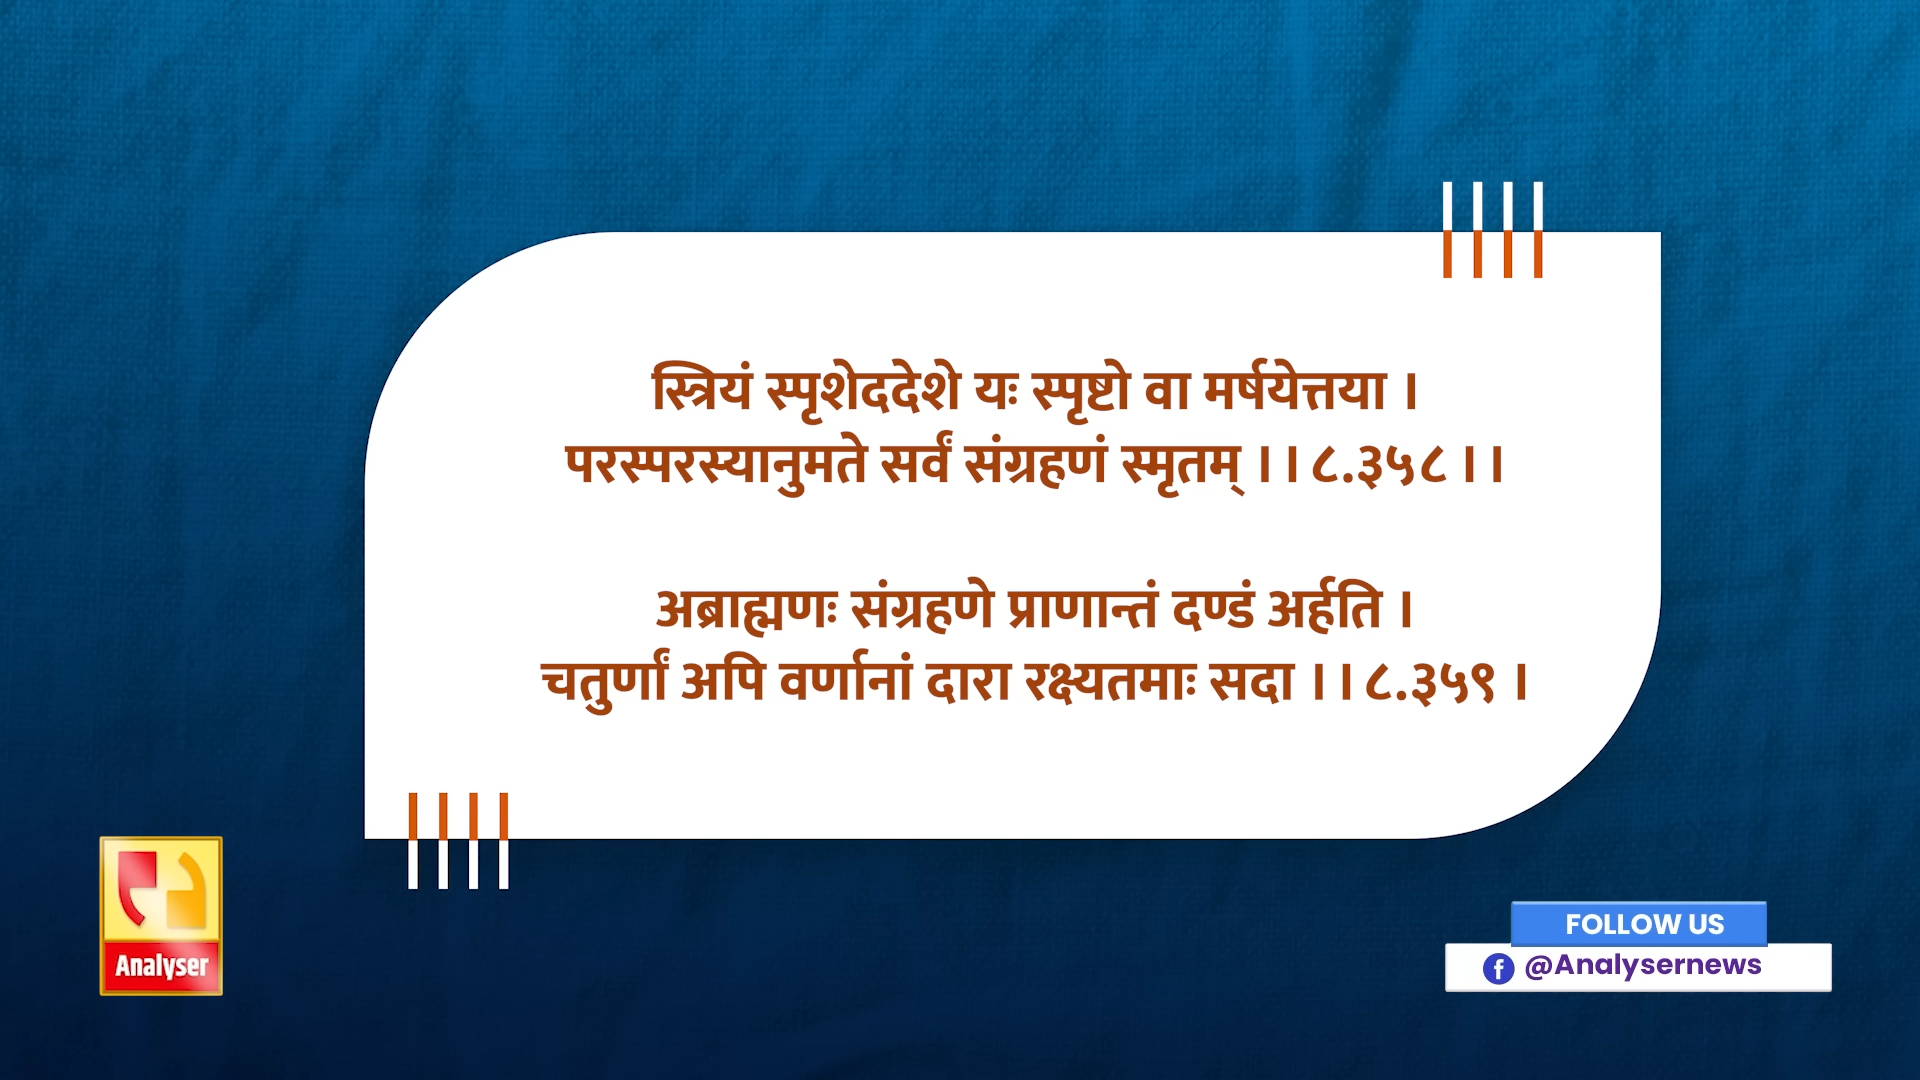 स्त्रियं स्पृशेददेशे यः स्पृष्टो वा मर्षयेत्तया ।
परस्परस्यानुमते सर्वं संग्रहणं स्मृतम् ।। ८.३५८ ।।
अब्राह्मणः संग्रहणे प्राणान्तं दण्डं अर्हति ।
चतुर्णां अपि वर्णानां दारा रक्ष्यतमाः सदा ।। ८.३५९ ।
Analyser
FOLLOW US
@Analysernews